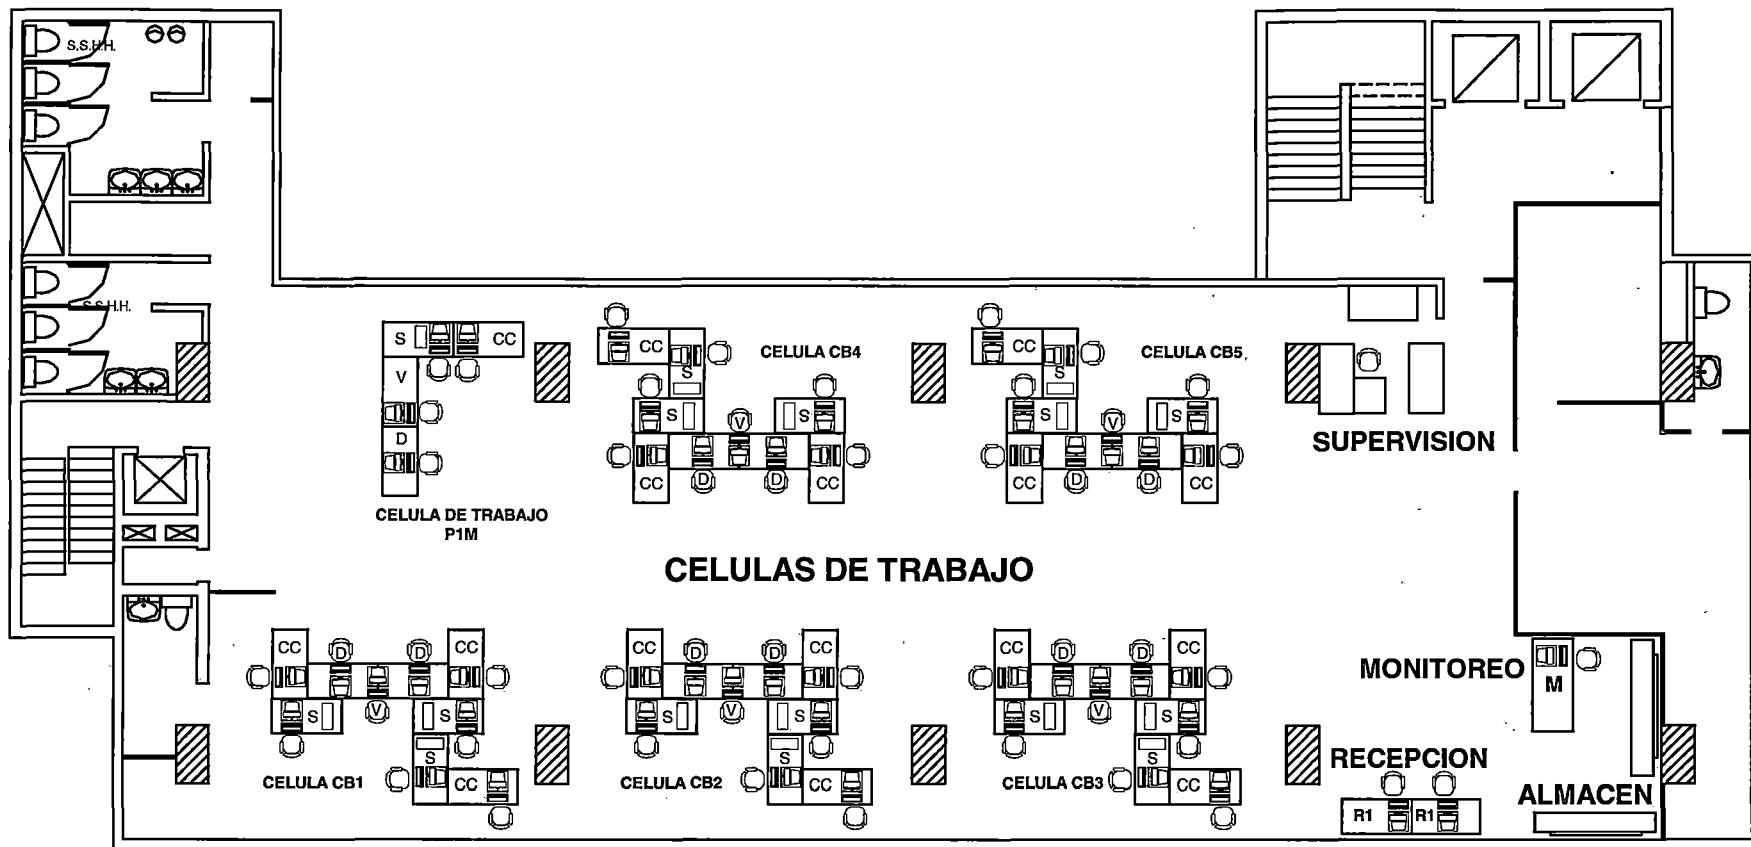 S.S.H.H.
S.S.H.H.
S CC
V
D
CELULA DE TRABAJO
P1M
CC
S
CELULA CB4
S S
V
CC CC
D D
CC
S
CELULA CB5
S S
V
CC CC
D D
SUPERVISION
CELULAS DE TRABAJO
CC D D CC
V
S S
S
CC
CELULA CB1
CC D D CC
V
S S
S
CC
CELULA CB2
CC D D CC
V
S S
S
CC
CELULA CB3
MONITOREO
M
RECEPCION
R1 R1
ALMACEN